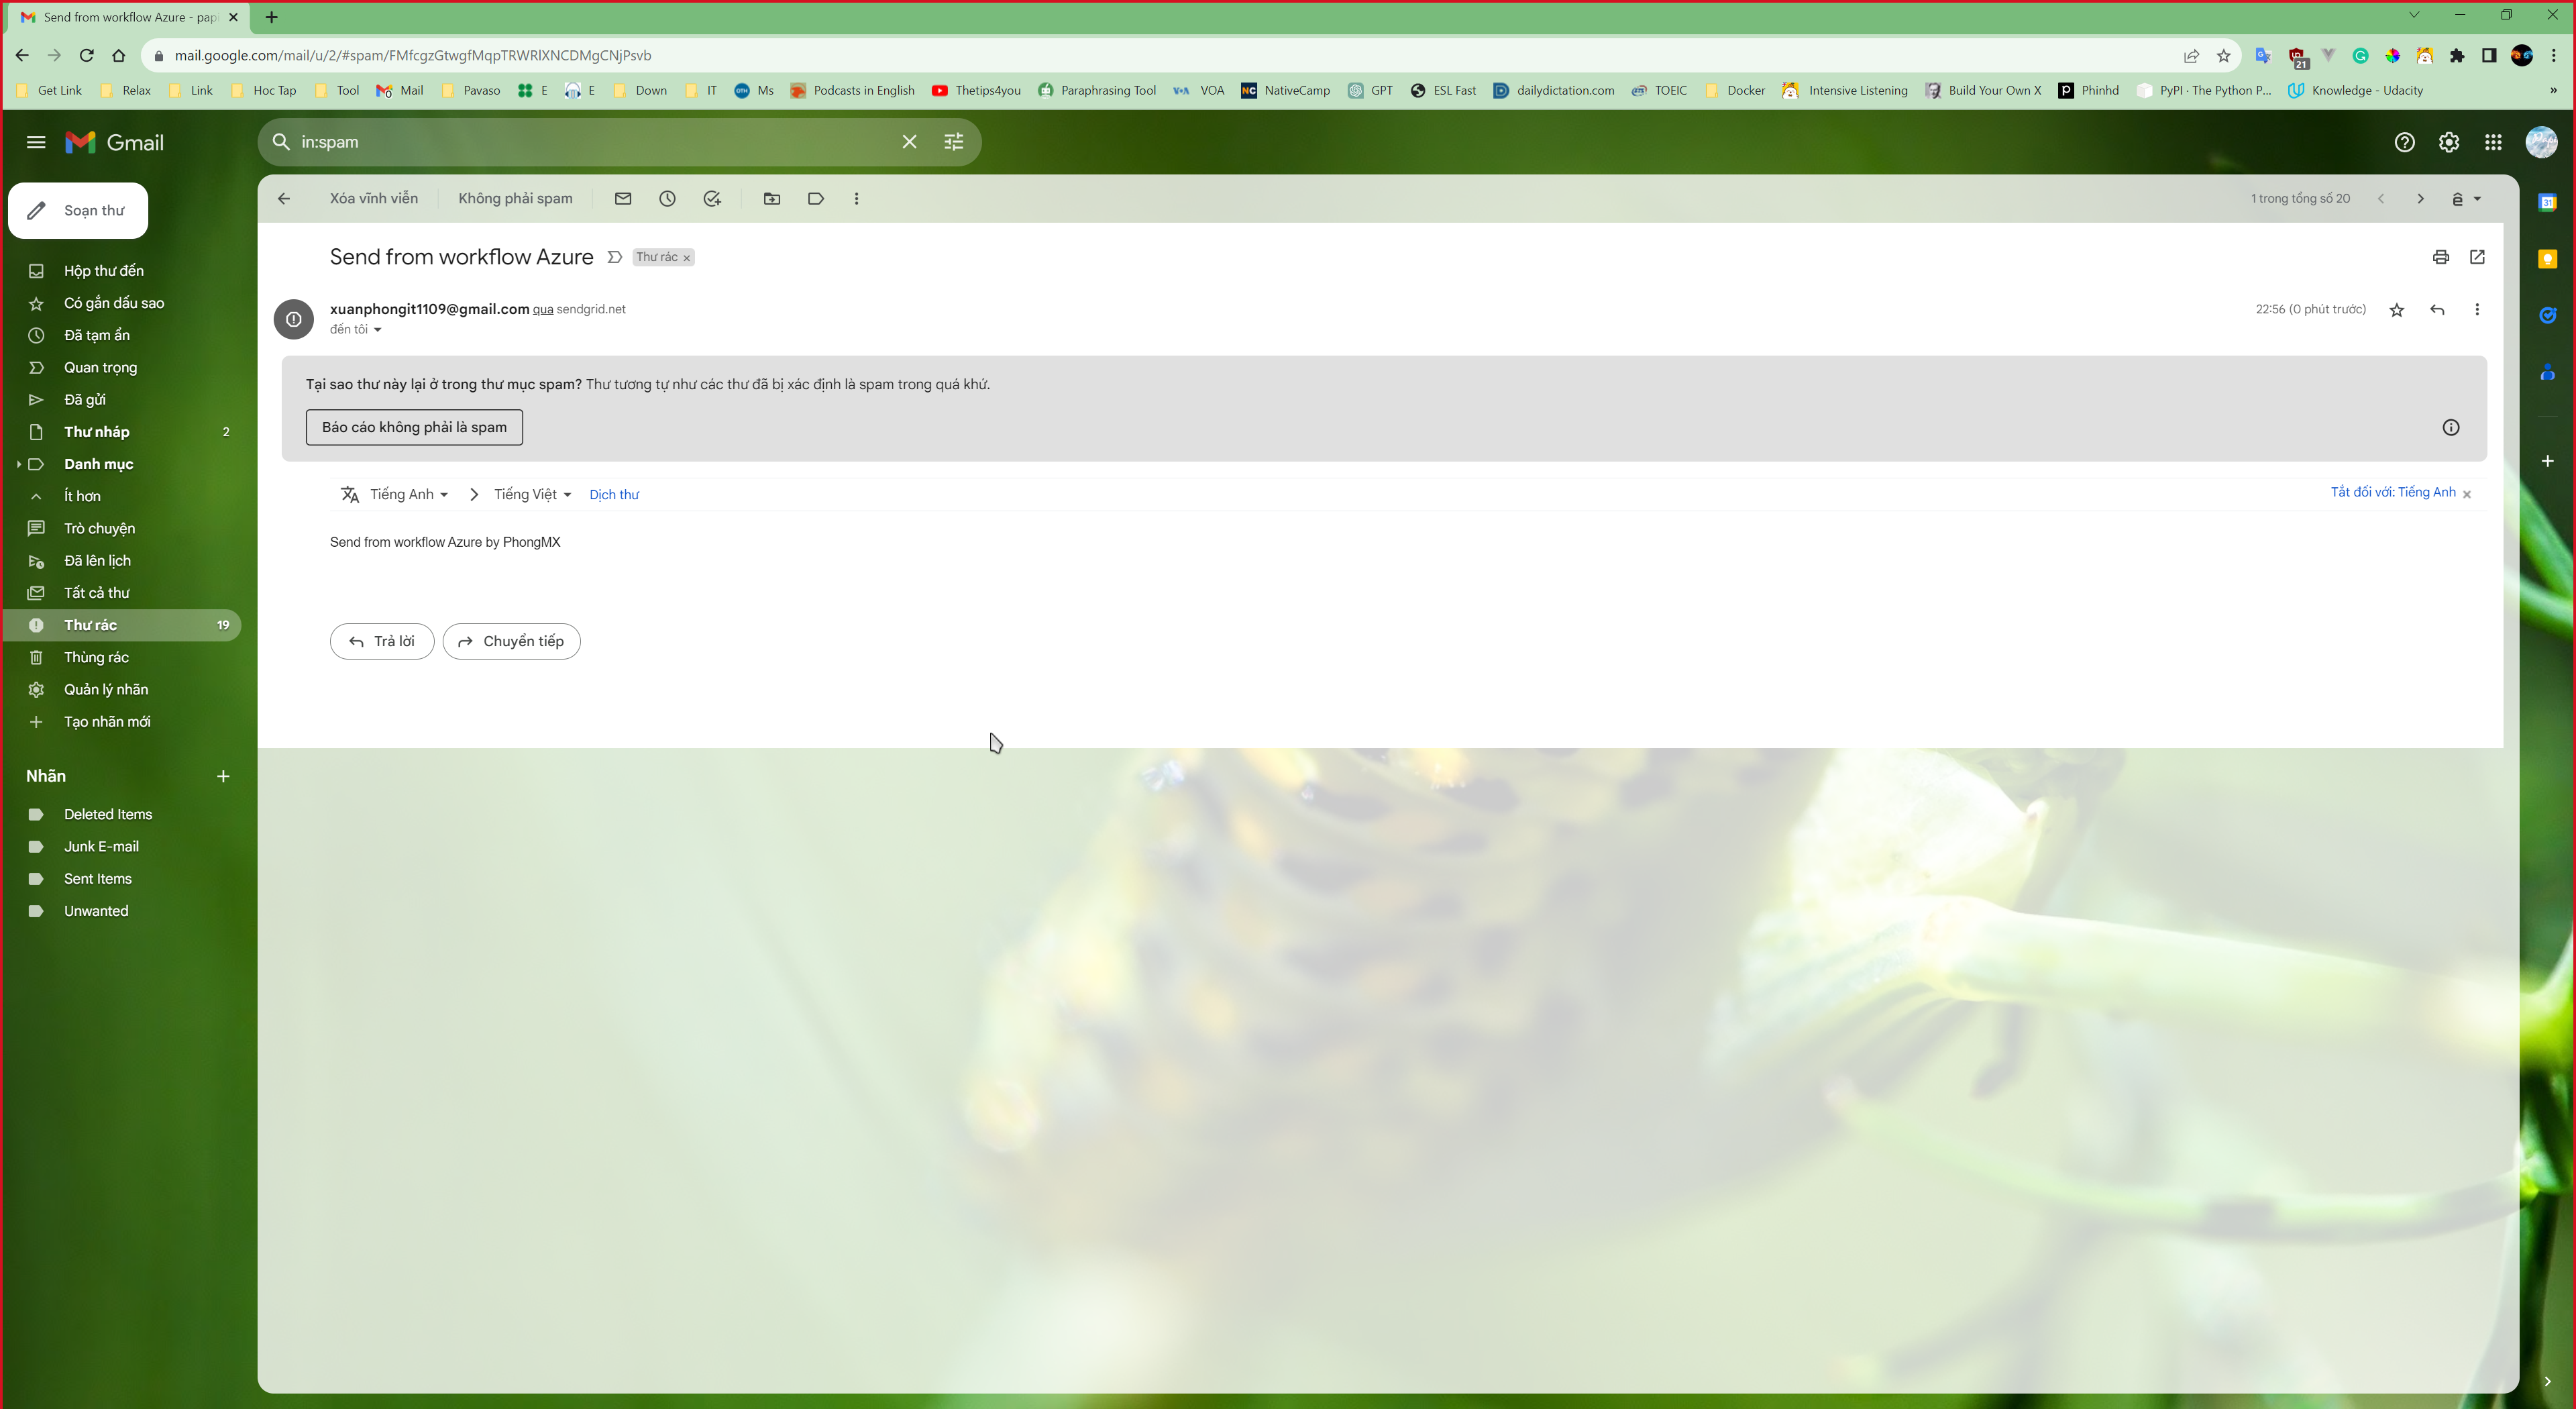 Send from workflow Azure - pap
mail.google.com/mail/u/2/#spam/FMfcgzGtwgfMqpTRWRlXNCDMgCNjPsvb
21
Get Link Relax Link Hoc Tap Tool Mail Pavaso E E Down IT Ms Podcasts in English Thetips4you Paraphrasing Tool VOA NativeCamp GPT ESL Fast dailydictation.com TOEIC Docker Intensive Listening Build Your Own X Phinhd PyPI · The Python P... Knowledge - Udacity »
Gmail
in:spam
Soạn thư
Hộp thư đến
Có gắn dấu sao
Đã tạm ẩn
Quan trọng
Đã gửi
Thư nháp 2
Danh mục
Ít hơn
Trò chuyện
Đã lên lịch
Tất cả thư
Thư rác 19
Thùng rác
Quản lý nhãn
Tạo nhãn mới
Nhãn
Deleted Items
Junk E-mail
Sent Items
Unwanted
Xóa vĩnh viễn Không phải spam
1 trong tổng số 20
ê
Send from workflow Azure Thư rác x
xuanphongit1109@gmail.com qua sendgrid.net
22:56 (0 phút trước)
đến tôi
Tại sao thư này lại ở trong thư mục spam? Thư tương tự như các thư đã bị xác định là spam trong quá khứ.
Báo cáo không phải là spam
Tiếng Anh Tiếng Việt Dịch thư
Tắt đối với: Tiếng Anh x
Send from workflow Azure by PhongMX
Trả lời Chuyển tiếp
31